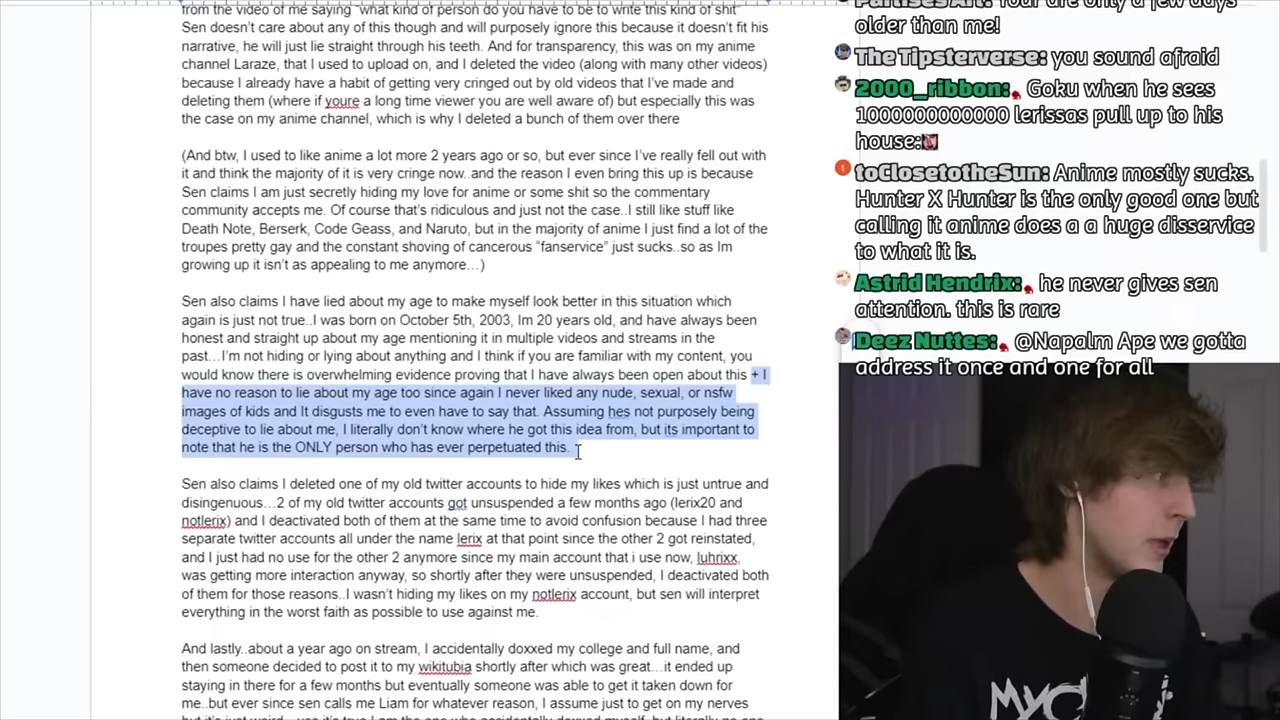 from the video of me saying "what kind of person do you have to be to write this kind of shit"
Sen doesn't care about any of this though and will purposely ignore this because it doesn't fit his
narrative, he will just lie straight through his teeth. And for transparency, this was on my anime
channel Laraze, that I used to upload on, and I deleted the video (along with many other videos)
because I already have a habit of getting very cringed out by old videos that I've made and
deleting them (where if youre a long time viewer you are well aware of) but especially this was
the case on my anime channel, which is why I deleted a bunch of them over there
(And btw, I used to like anime a lot more 2 years ago or so, but ever since I've really fell out with
it and think the majority of it is very cringe now..and the reason I even bring this up is because
Sen claims I am just secretly hiding my love for anime or some shit so the commentary
community accepts me. Of course that's ridiculous and just not the case..I still like stuff like
Death Note, Berserk, Code Geass, and Naruto, but in the majority of anime I just find a lot of the
troupes pretty gay and the constant shoving of cancerous "fanservice" just sucks..so as Im
growing up it isn't as appealing to me anymore…)
Sen also claims I have lied about my age to make myself look better in this situation which
again is just not true..I was born on October 5th, 2003, Im 20 years old, and have always been
honest and straight up about my age mentioning it in multiple videos and streams in the
past…I'm not hiding or lying about anything and I think if you are familiar with my content, you
would know there is overwhelming evidence proving that I have always been open about this + I
have no reason to lie about my age too since again I never liked any nude, sexual, or nsfw
images of kids and It disgusts me to even have to say that. Assuming hes not purposely being
deceptive to lie about me, I literally don't know where he got this idea from, but its important to
note that he is the ONLY person who has ever perpetuated this.
Sen also claims I deleted one of my old twitter accounts to hide my likes which is just untrue and
disingenuous…2 of my old twitter accounts got unsuspended a few months ago (lerix20 and
notlerix) and I deactivated both of them at the same time to avoid confusion because I had three
separate twitter accounts all under the name lerix at that point since the other 2 got reinstated,
and I just had no use for the other 2 anymore since my main account that i use now, luhrixx,
was getting more interaction anyway, so shortly after they were unsuspended, I deactivated both
of them for those reasons..I wasn't hiding my likes on my notlerix account, but sen will interpret
everything in the worst faith as possible to use against me.
And lastly..about a year ago on stream, I accidentally doxxed my college and full name, and
then someone decided to post it to my wikitubia shortly after which was great…it ended up
staying in there for a few months but eventually someone was able to get it taken down for
me..but ever since sen calls me Liam for whatever reason, I assume just to get on my nerves
older than me!
The Tipsterverse: you sound afraid
2000_ribbon: Goku when he sees
1000000000000 lerissas pull up to his
house:
toClosetotheSun: Anime mostly sucks.
Hunter X Hunter is the only good one but
calling it anime does a a huge disservice
to what it is.
Astrid Hendrix: he never gives sen
attention. this is rare
Deez Nuttes: @Napalm Ape we gotta
address it once and one for all